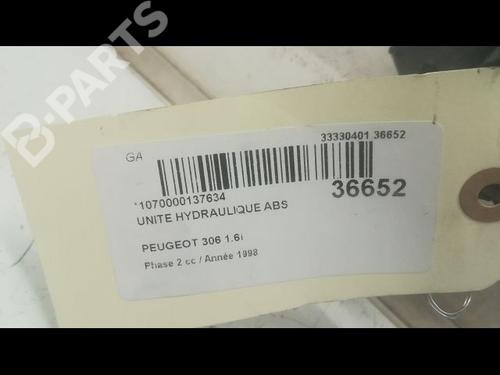 B-PARTS
GA
33330401 36652
36652
*1070000137634
UNITE HYDRAULIQUE ABS
PEUGEOT 306 1.6i
Phase 2 cc / Année 1998